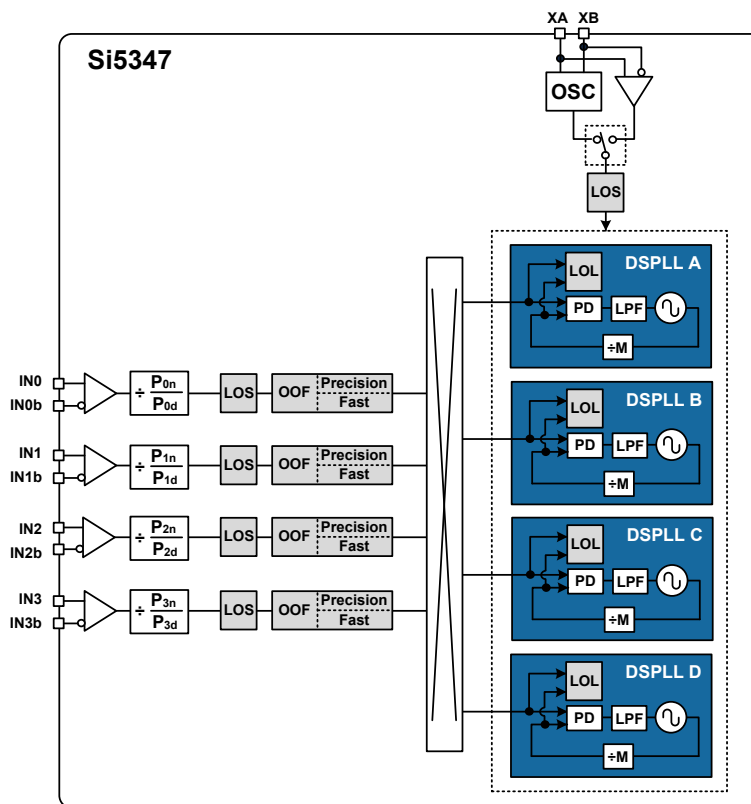 XA XB
Si5347
OSC
LOS
DSPLL A
LOL
PD LPF
÷M
DSPLL B
LOL
PD LPF
÷M
DSPLL C
LOL
PD LPF
÷M
DSPLL D
LOL
PD LPF
÷M
IN0
IN0b
÷ P0n
P0d
LOS
OOF
Precision
Fast
IN1
IN1b
÷ P1n
P1d
LOS
OOF
Precision
Fast
IN2
IN2b
÷ P2n
P2d
LOS
OOF
Precision
Fast
IN3
IN3b
÷ P3n
P3d
LOS
OOF
Precision
Fast